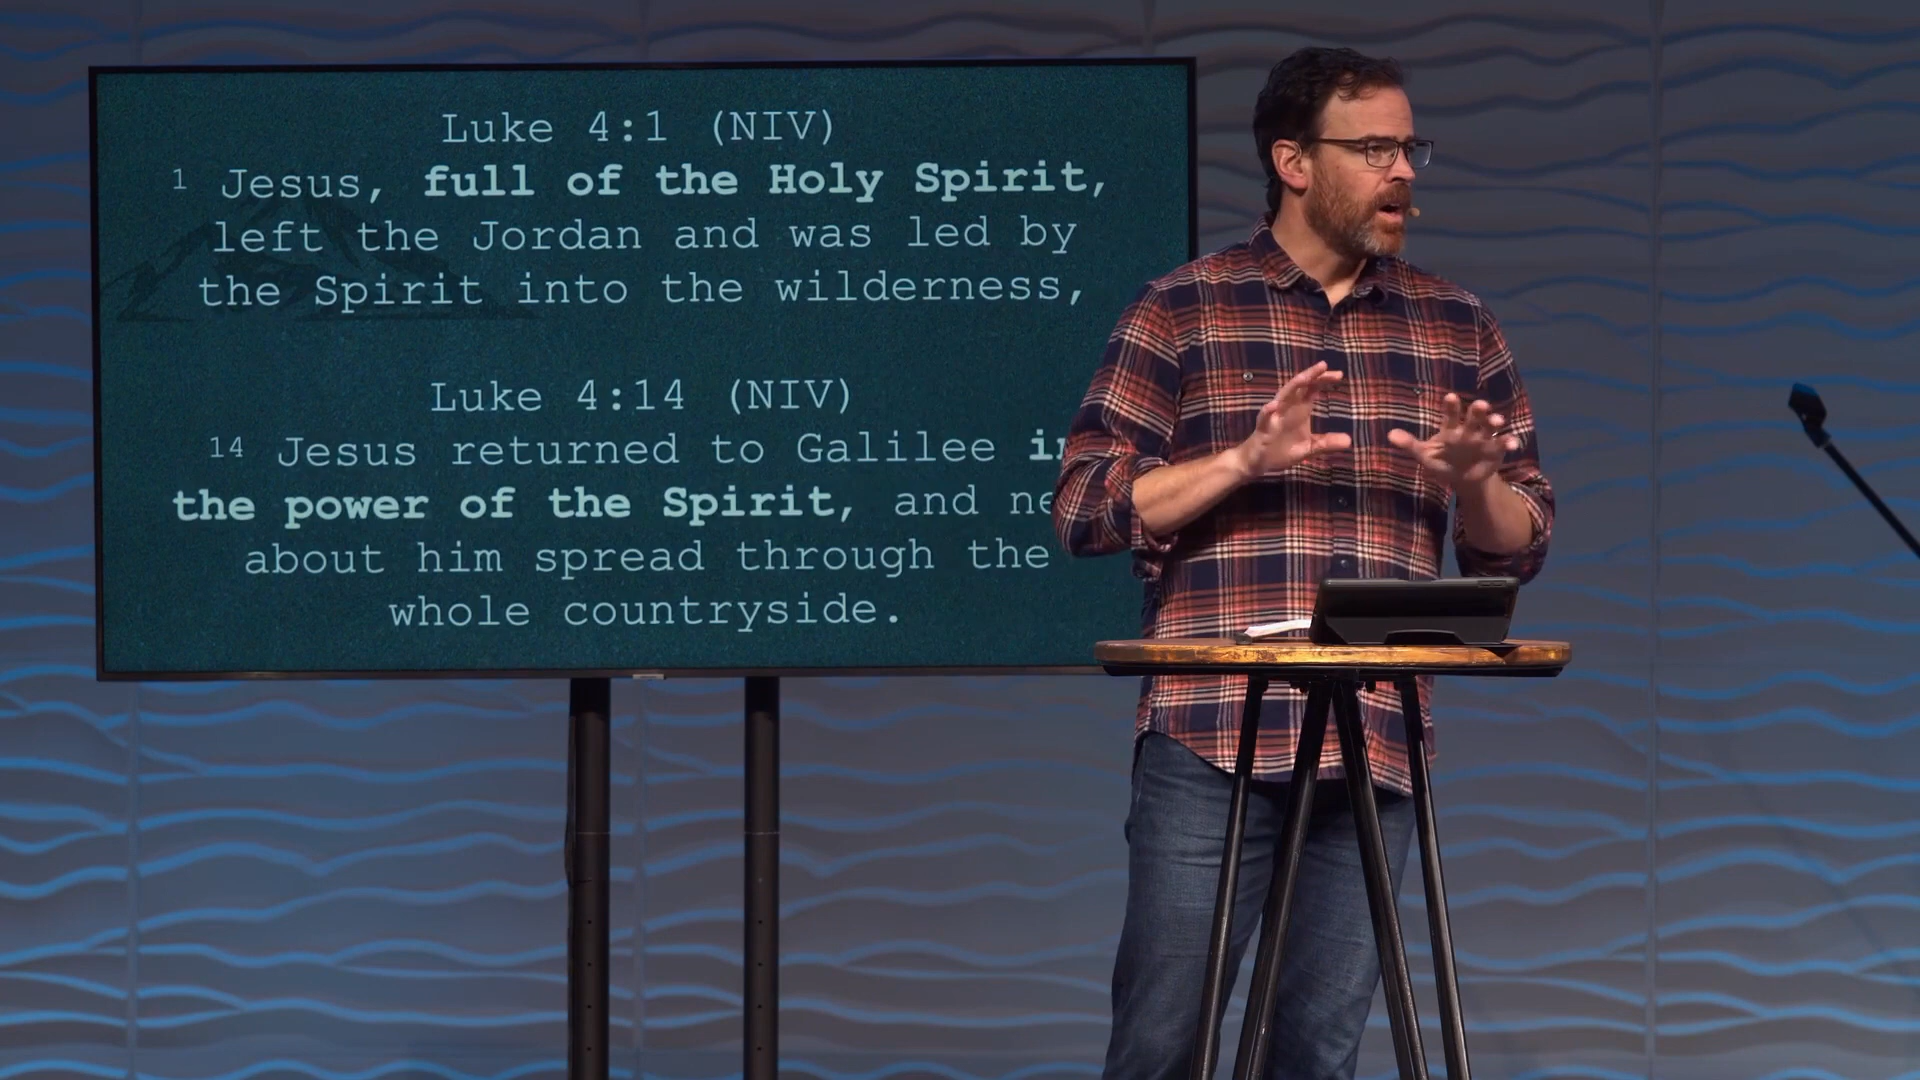 Luke 4:1 (NIV)
1 Jesus, full of the Holy Spirit,
left the Jordan and was led by
the Spirit into the wilderness,
Luke 4:14 (NIV)
14 Jesus returned to Galilee
the power of the Spirit, and
about him spread through the
whole countryside.